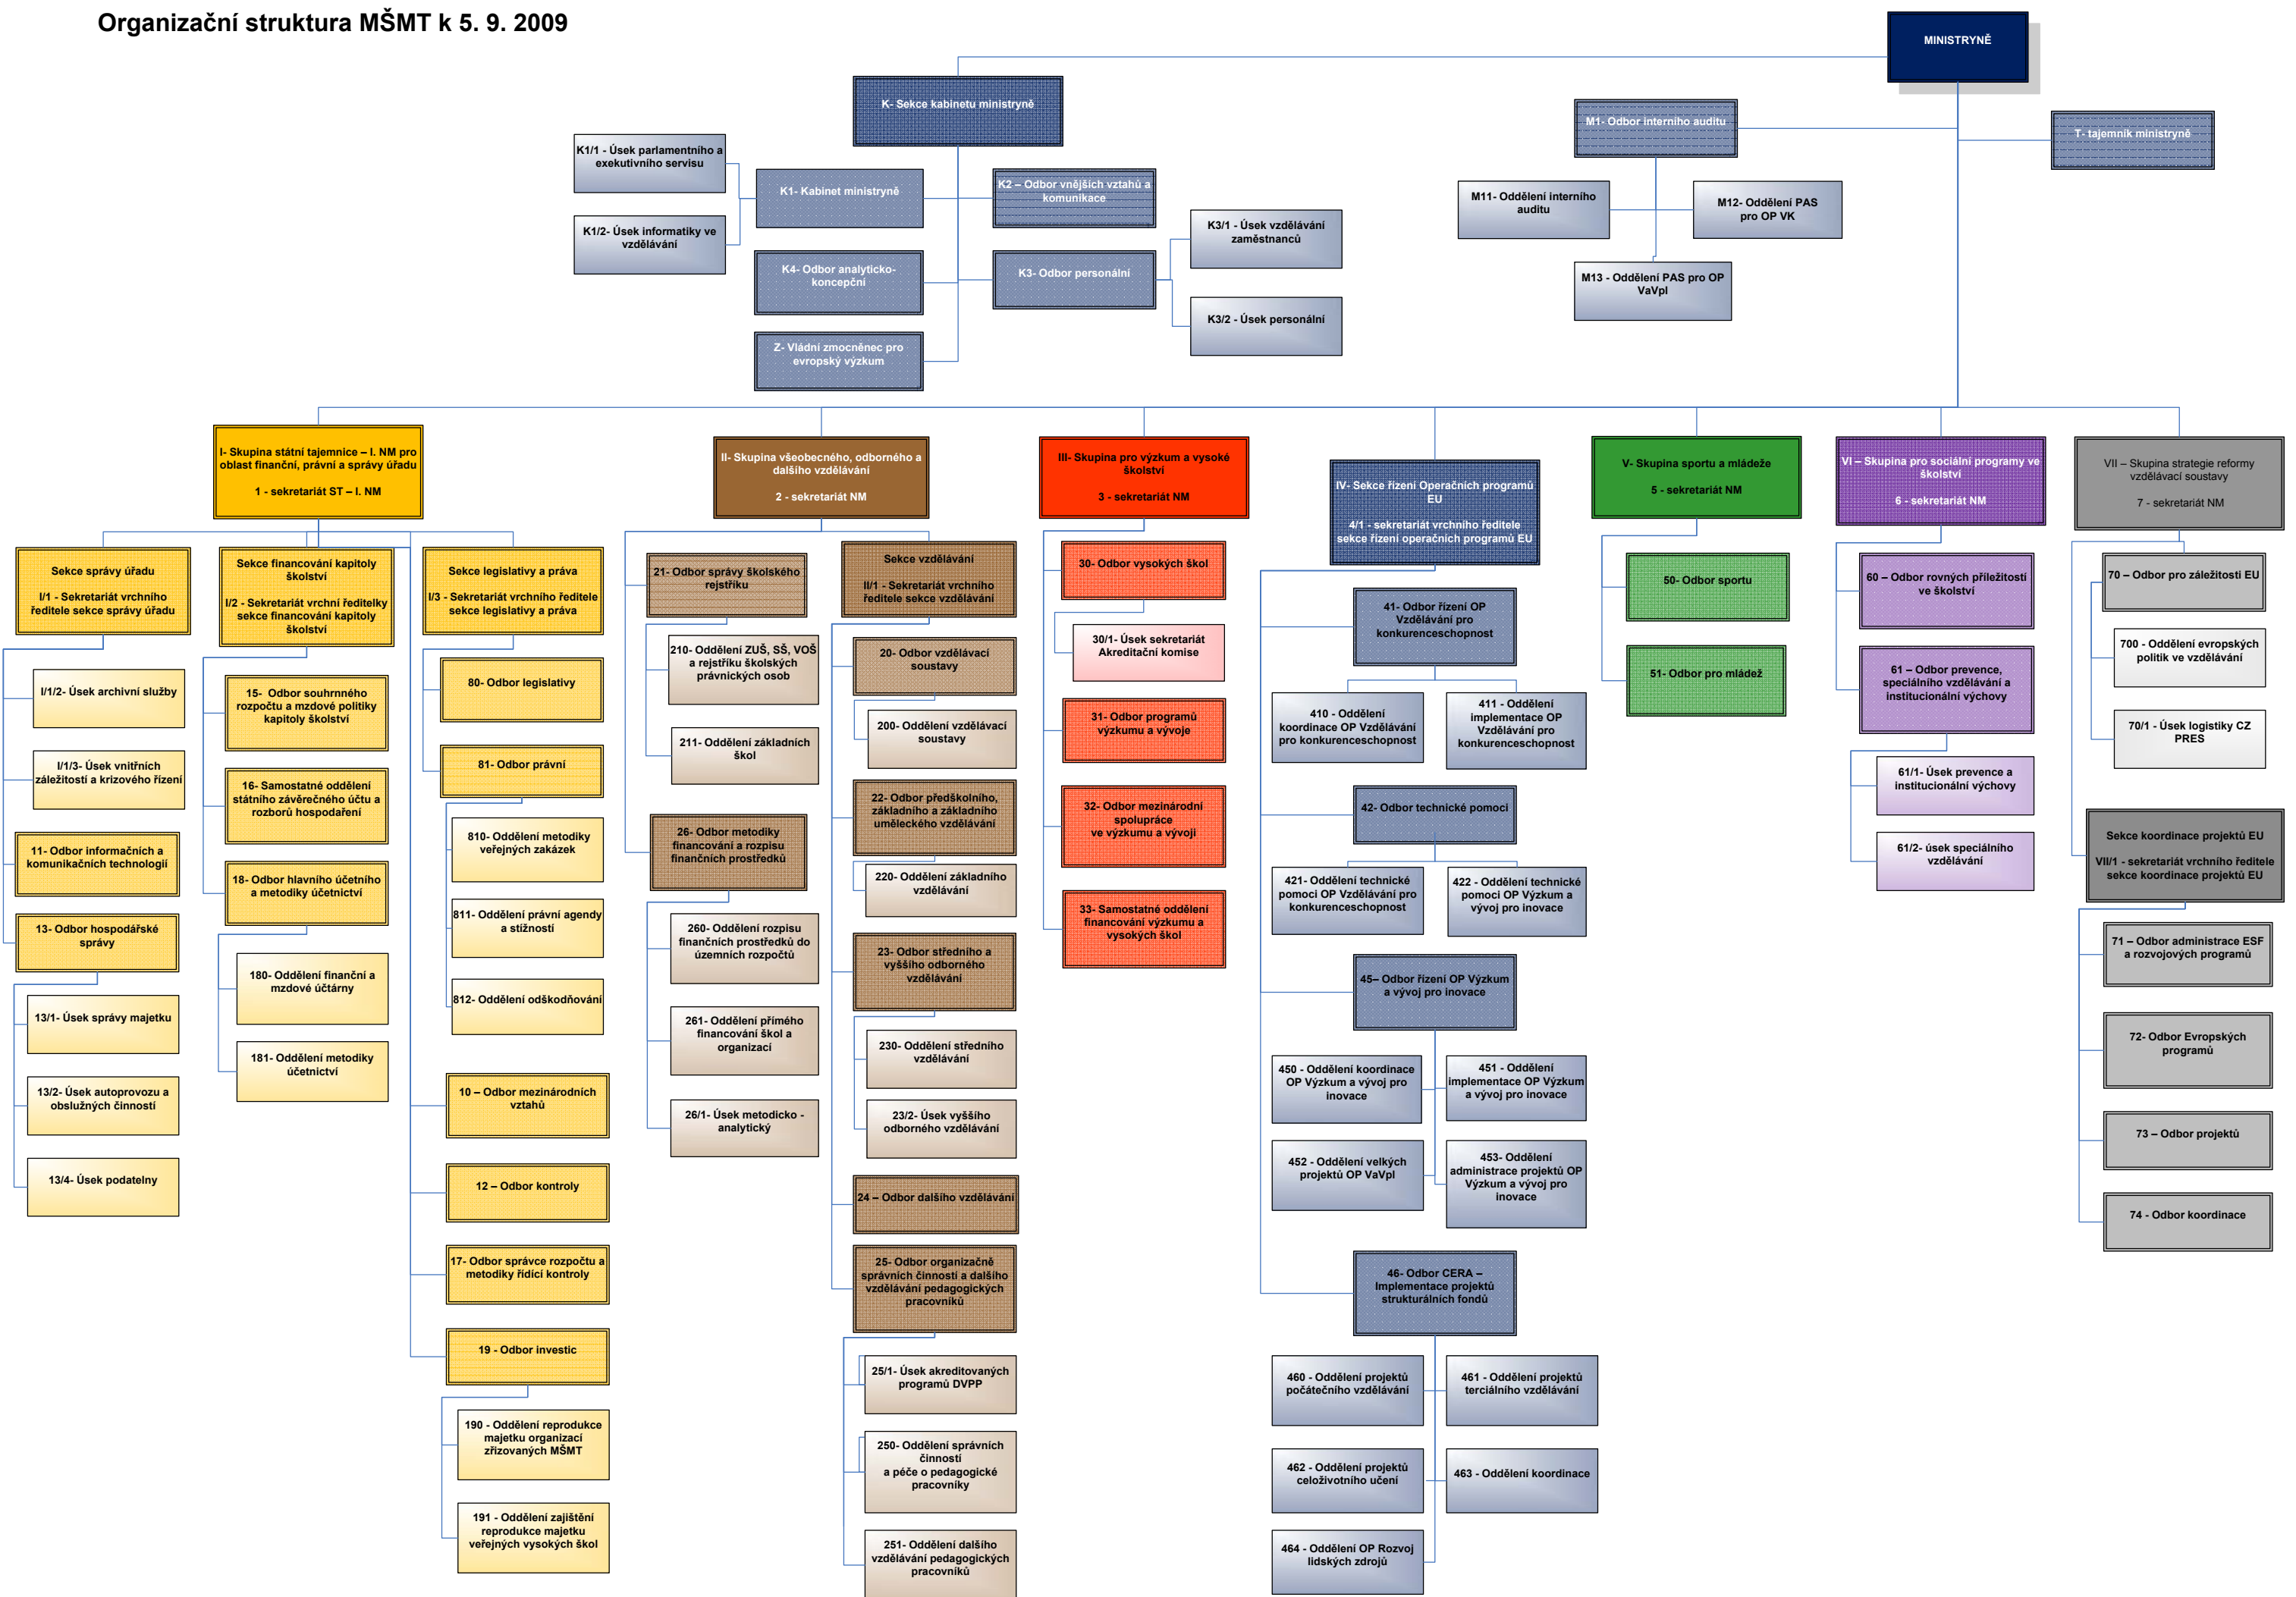 Organizační struktura MŠMT k 5. 9. 2009
MINISTRYNĚ
K- Sekce kabinetu ministryně
M1- Odbor interního auditu
T- tajemník ministryně
K1/1 - Úsek parlamentního a
exekutivního servisu
K1- Kabinet ministryně
K2 – Odbor vnějších vztahů a
komunikace
K1/2- Úsek informatiky ve
vzdělávání
K3/1 - Úsek vzdělávání
zaměstnanců
M11- Oddělení interního
auditu
M12- Oddělení PAS
pro OP VK
K4- Odbor analyticko-
koncepční
K3- Odbor personální
M13 - Oddělení PAS pro OP
VaVpl
K3/2 - Úsek personální
Z- Vládní zmocněnec pro
evropský výzkum
I- Skupina státní tajemnice – I. NM pro
oblast finanční, právní a správy úřadu
1 - sekretariát ST – I. NM
Sekce správy úřadu
I/1 - Sekretariát vrchního
ředitele sekce správy úřadu
I/1/2- Úsek archivní služby
I/1/3- Úsek vnitřních
záležitostí a krizového řízení
11- Odbor informačních a
komunikačních technologií
13- Odbor hospodářské
správy
13/1- Úsek správy majetku
13/2- Úsek autoprovozu a
obslužných činností
13/4- Úsek podatelny
Sekce financování kapitoly
školství
I/2 - Sekretariát vrchní ředitelky
sekce financování kapitoly
školství
15- Odbor souhrnného
rozpočtu a mzdové politiky
kapitoly školství
16- Samostatné oddělení
státního závěrečného účtu a
rozborů hospodaření
18- Odbor hlavního účetního
a metodiky účetnictví
180- Oddělení finanční a
mzdové účtárny
181- Oddělení metodiky
účetnictví
Sekce legislativy a práva
I/3 - Sekretariát vrchního ředitele
sekce legislativy a práva
80- Odbor legislativy
81- Odbor právní
810- Oddělení metodiky
veřejných zakázek
811- Oddělení právní agendy
a stížností
812- Oddělení odškodňování
10 – Odbor mezinárodních
vztahů
12 – Odbor kontroly
17- Odbor správce rozpočtu a
metodiky řídící kontroly
19 - Odbor investic
190 - Oddělení reprodukce
majetku organizací
zřizovaných MŠMT
191 - Oddělení zajištění
reprodukce majetku
veřejných vysokých škol
II- Skupina všeobecného, odborného a
dalšího vzdělávání
2 - sekretariát NM
21- Odbor správy školského
rejstříku
210- Oddělení ZUŠ, SŠ, VOŠ
a rejstříku školských
právnických osob
211- Oddělení základních
škol
26- Odbor metodiky
financování a rozpisu
finančních prostředků
260- Oddělení rozpisu
finančních prostředků do
územních rozpočtů
261- Oddělení přímého
financování škol a
organizací
26/1- Úsek metodicko -
analytický
Sekce vzdělávání
II/1 - Sekretariát vrchního
ředitele sekce vzdělávání
20- Odbor vzdělávací
soustavy
200- Oddělení vzdělávací
soustavy
22- Odbor předškolního,
základního a základního
uměleckého vzdělávání
220- Oddělení základního
vzdělávání
23- Odbor středního a
vyššího odborného
vzdělávání
230- Oddělení středního
vzdělávání
23/2- Úsek vyššího
odborného vzdělávání
24 – Odbor dalšího vzdělávání
25- Odbor organizačně
správních činností a dalšího
vzdělávání pedagogických
pracovníků
25/1- Úsek akreditovaných
programů DVPP
250- Oddělení správních
činností
a péče o pedagogické
pracovníky
251- Oddělení dalšího
vzdělávání pedagogických
pracovníků
III- Skupina pro výzkum a vysoké
školství
3 - sekretariát NM
30- Odbor vysokých škol
30/1- Úsek sekretariát
Akreditační komise
31- Odbor programů
výzkumu a vývoje
32- Odbor mezinárodní
spolupráce
ve výzkumu a vývoji
33- Samostatné oddělení
financování výzkumu a
vysokých škol
IV- Sekce řízení Operačních programů
EU
4/1 - sekretariát vrchního ředitele
sekce řízení operačních programů EU
41- Odbor řízení OP
Vzdělávání pro
konkurenceschopnost
410 - Oddělení
koordinace OP Vzdělávání
pro konkurenceschopnost
411 - Oddělení
implementace OP
Vzdělávání pro
konkurenceschopnost
42- Odbor technické pomoci
421- Oddělení technické
pomoci OP Vzdělávání pro
konkurenceschopnost
422 - Oddělení technické
pomoci OP Výzkum a
vývoj pro inovace
45– Odbor řízení OP Výzkum
a vývoj pro inovace
450 - Oddělení koordinace
OP Výzkum a vývoj pro
inovace
451 - Oddělení
implementace OP Výzkum
a vývoj pro inovace
452 - Oddělení velkých
projektů OP VaVpl
453- Oddělení
administrace projektů OP
Výzkum a vývoj pro
inovace
46- Odbor CERA –
Implementace projektů
strukturálních fondů
460 - Oddělení projektů
počátečního vzdělávání
461 - Oddělení projektů
terciálního vzdělávání
462 - Oddělení projektů
celoživotního učení
463 - Oddělení koordinace
464 - Oddělení OP Rozvoj
lidských zdrojů
V- Skupina sportu a mládeže
5 - sekretariát NM
50- Odbor sportu
51- Odbor pro mládež
VI – Skupina pro sociální programy ve
školství
6 - sekretariát NM
60 – Odbor rovných příležitostí
ve školství
61 – Odbor prevence,
speciálního vzdělávání a
institucionální výchovy
61/1- Úsek prevence a
institucionální výchovy
61/2- úsek speciálního
vzdělávání
VII – Skupina strategie reformy
vzdělávací soustavy
7 - sekretariát NM
70 – Odbor pro záležitosti EU
700 - Oddělení evropských
politik ve vzdělávání
70/1 - Úsek logistiky CZ
PRES
Sekce koordinace projektů EU
VII/1 - sekretariát vrchního ředitele
sekce koordinace projektů EU
71 – Odbor administrace ESF
a rozvojových programů
72- Odbor Evropských
programů
73 – Odbor projektů
74 - Odbor koordinace